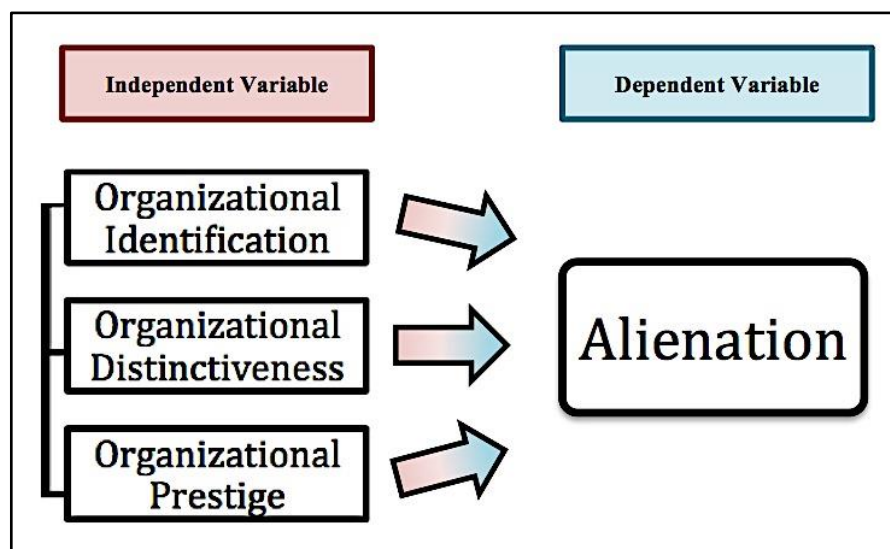 Independent Variable
Dependent Variable
Organizational
Identification
Organizational
Distinctiveness
Organizational
Prestige
Alienation